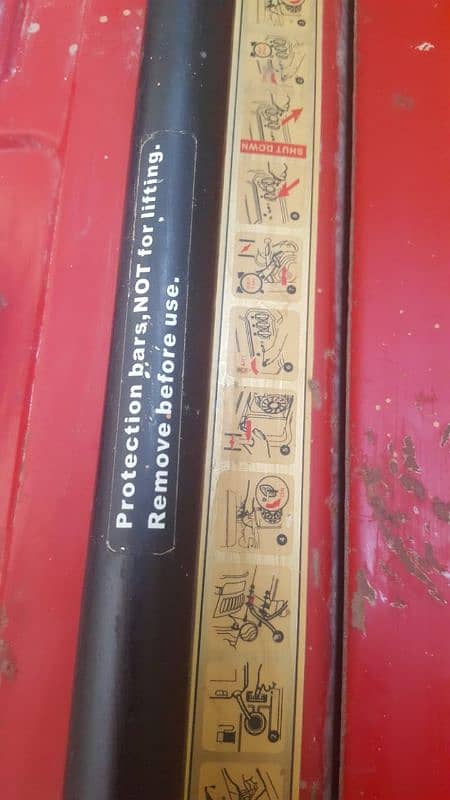 Protection bars,NOT for lifting.
Remove before use.
SHUT DOWN